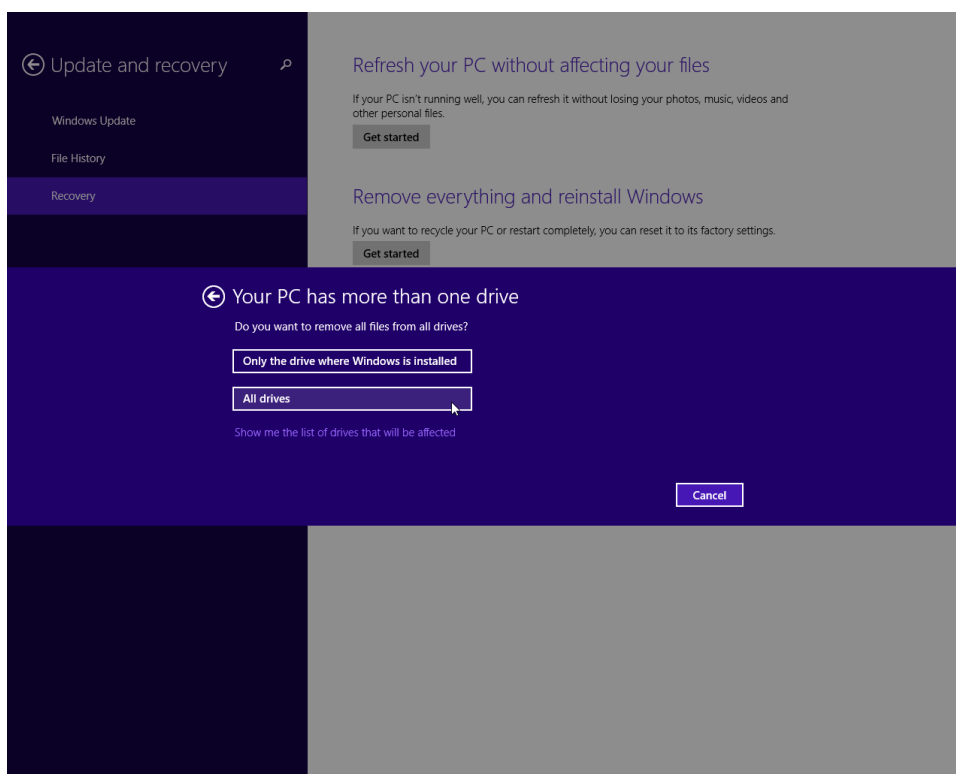 Update and recovery
Windows Update
File History
Recovery
Refresh your PC without affecting your files
If your PC isn't running well, you can refresh it without losing your photos, music, videos and
other personal files.
Get started
Remove everything and reinstall Windows
If you want to recycle your PC or restart completely, you can reset it to its factory settings.
Get started
Your PC has more than one drive
Do you want to remove all files from all drives?
Only the drive where Windows is installed
All drives
Show me the list of drives that will be affected
Cancel